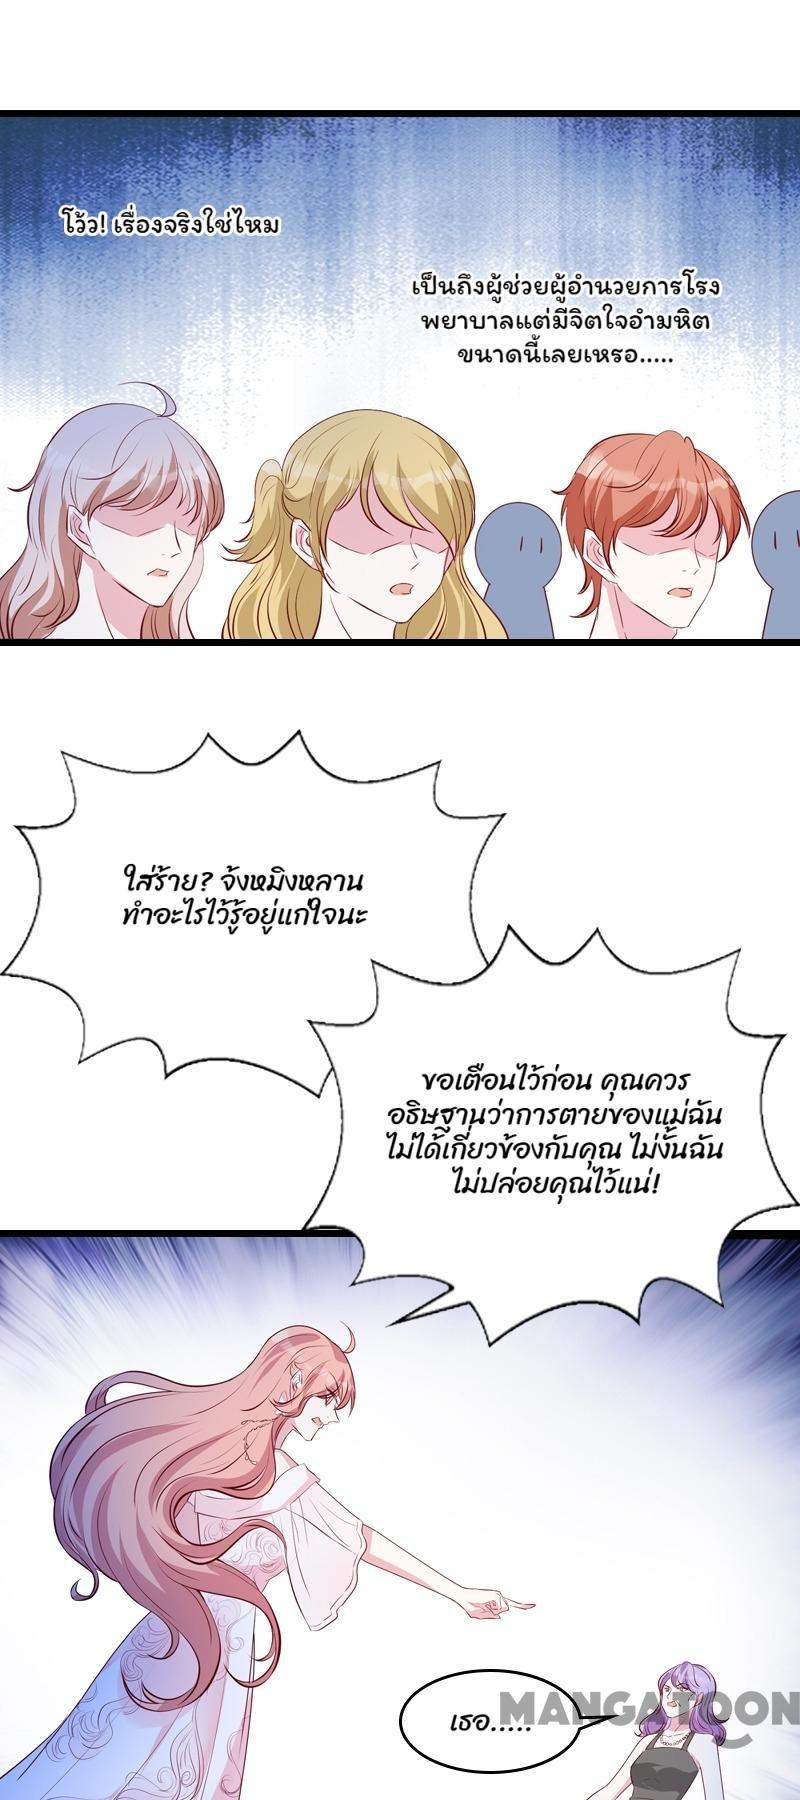 โว้ว! เรื่องจริงใช่ไหม
เป็นถึงผู้ช่วยผู้อำนวยการโรง
พยาบาลแต่มีจิตใจอำมหิต
ขนาดนี้เลยเหรอ.....
ใส่ร้าย? จ้งหมิงหลาน
ทำอะไรไว้รู้อยู่แก่ใจนะ
ขอเตือนไว้ก่อน คุณควร
อธิษฐานว่าการตายของแม่ฉัน
ไม่ได้เกี่ยวข้องกับคุณ ไม่งั้นฉัน
ไม่ปล่อยคุณไว้แน่!
เธอ.....
MANGATOON